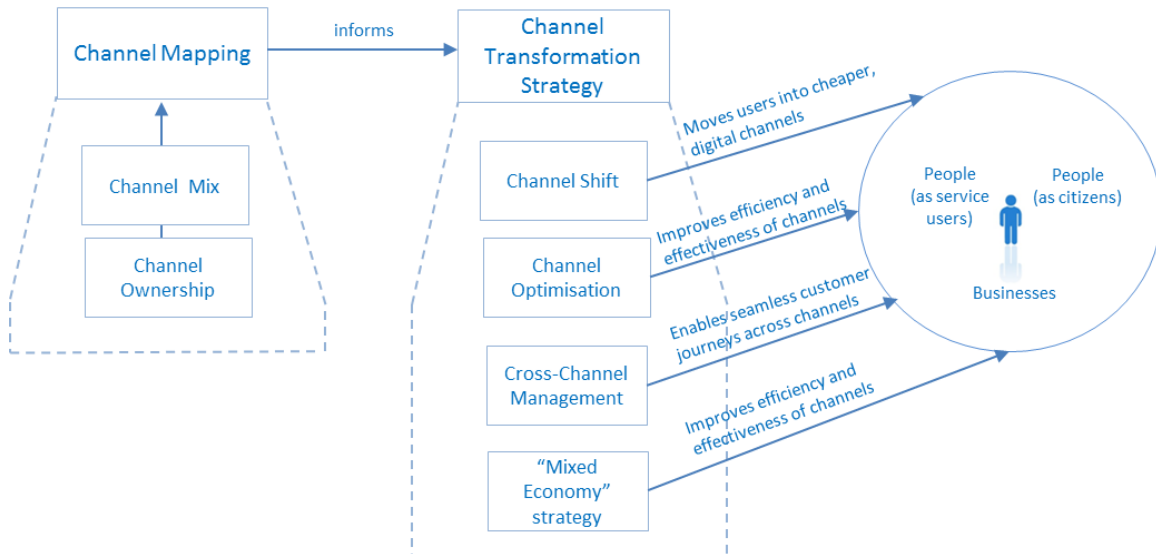 Channel Mapping
informs
Channel
Transformation
Strategy
Channel Mix
Channel
Ownership
Channel Shift
Moves users into cheaper,
digital channels
Channel
Optimisation
Improves efficiency and
effectiveness of channels
Cross-Channel
Management
Enables seamless customer
journeys across channels
“Mixed
Economy”
strategy
Improves efficiency and
effectiveness of channels
People
(as service
users)
People
(as citizens)
Businesses